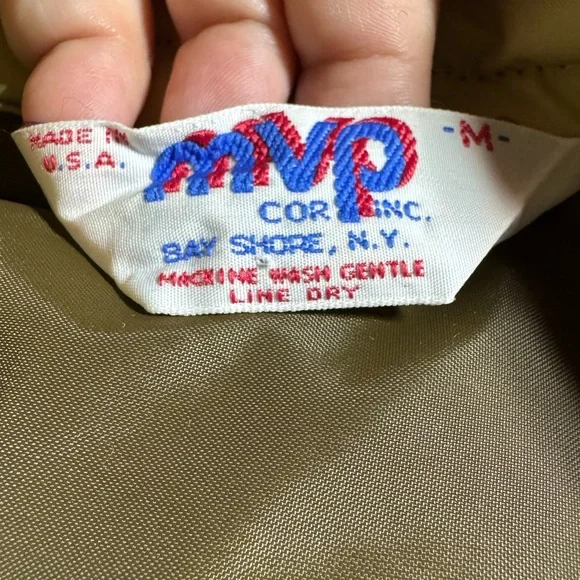 MADE IN
U.S.A.
mvp
-M-
CORP INC.
BAY SHORE, N.Y.
MACHINE WASH GENTLE
LINE DRY